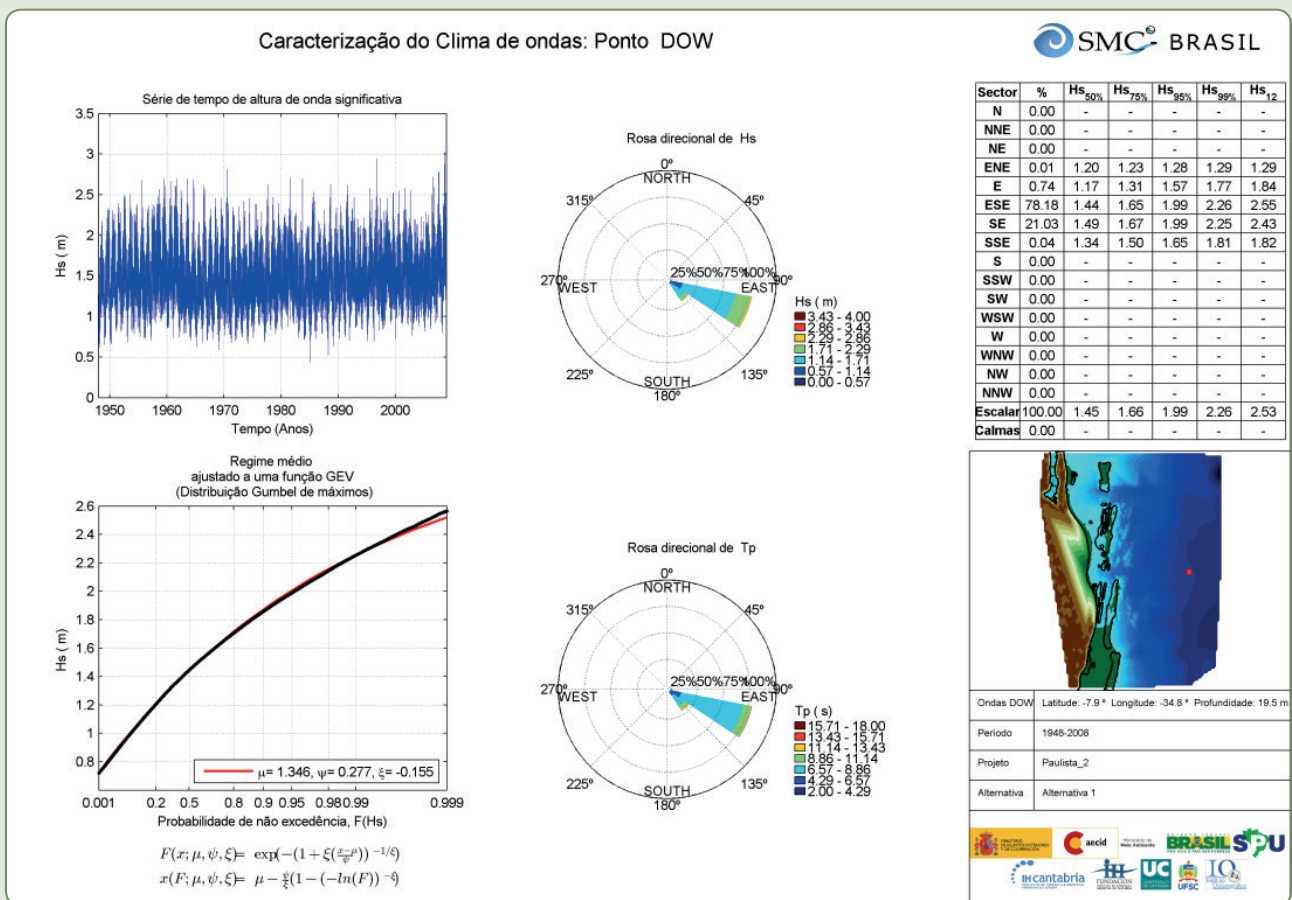 Caracterização do Clima de ondas: Ponto DOW
SMC- BRASIL
Série de tempo de altura de onda significativa
3.5
3
2.5
2
1.5
1
0.5
0
Hs ( m)
1950 1960 1970 1980 1990 2000
Tempo (Anos)
Rosa direcional de Hs
0º
NORTH
45º
315º
25%50%75%100%
90º
EAST
270º
WEST
225º
135º
SOUTH
180º
Hs ( m)
3.43 - 4.00
2.86 - 3.43
2.29 - 2.86
1.71 - 2.29
1.14 - 1.71
0.57 - 1.14
0.00 - 0.57
Sector % Hs50% Hs75% Hs95% Hs99% Hs12
N 0.00 - - - - -
NNE 0.00 - - - - -
NE 0.00 - - - - -
ENE 0.01 1.20 1.23 1.28 1.29 1.29
E 0.74 1.17 1.31 1.57 1.77 1.84
ESE 78.18 1.44 1.65 1.99 2.26 2.55
SE 21.03 1.49 1.67 1.99 2.25 2.43
SSE 0.04 1.34 1.50 1.65 1.81 1.82
S 0.00 - - - - -
SSW 0.00 - - - - -
SW 0.00 - - - - -
WSW 0.00 - - - - -
W 0.00 - - - - -
WNW 0.00 - - - - -
NW 0.00 - - - - -
NNW 0.00 - - - - -
Escalar 100.00 1.45 1.66 1.99 2.26 2.53
Calmas 0.00 - - - - -
Regime médio
ajustado a uma função GEV
(Distribuição Gumbel de máximos)
2.6
2.4
2.2
2
1.8
1.6
1.4
1.2
1
0.8
Hs ( m)
μ= 1.346, ψ= 0.277, ξ= -0.155
0.001 0.2 0.5 0.8 0.9 0.95 0.98 0.99 0.999
Probabilidade de não excedência, F(Hs)
F(x; μ, ψ, ξ)= exp(-(1 + ξ(x-μ/ψ)) -1/ξ)
x(F; μ, ψ, ξ)= μ - ψ/ξ(1 - (-ln(F)) -ξ)
Rosa direcional de Tp
0º
NORTH
45º
315º
25%50%75%100%
90º
EAST
270º
WEST
225º
135º
SOUTH
180º
Tp ( s)
15.71 - 18.00
13.43 - 15.71
11.14 - 13.43
8.86 - 11.14
6.57 - 8.86
4.29 - 6.57
2.00 - 4.29
Ondas DOW Latitude: -7.9 º Longitude: -34.8 º Profundidade: 19.5 m
Período 1948-2008
Projeto Paulista_2
Alternativa Alternativa 1
aecid
Ministério do
Meio Ambiente
BRASIL
SPU
IHcantabria
IH
FUNDACIÓN
UC
UFSC
IO